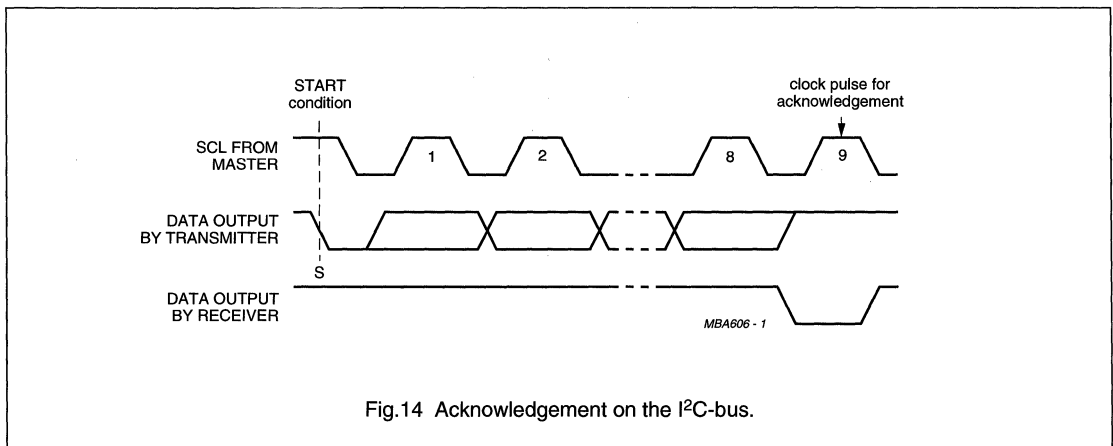 START
condition
clock pulse for
acknowledgement
SCL FROM
MASTER
1
2
8
9
DATA OUTPUT
BY TRANSMITTER
S
DATA OUTPUT
BY RECEIVER
MBA606 - 1
Fig.14 Acknowledgement on the I²C-bus.